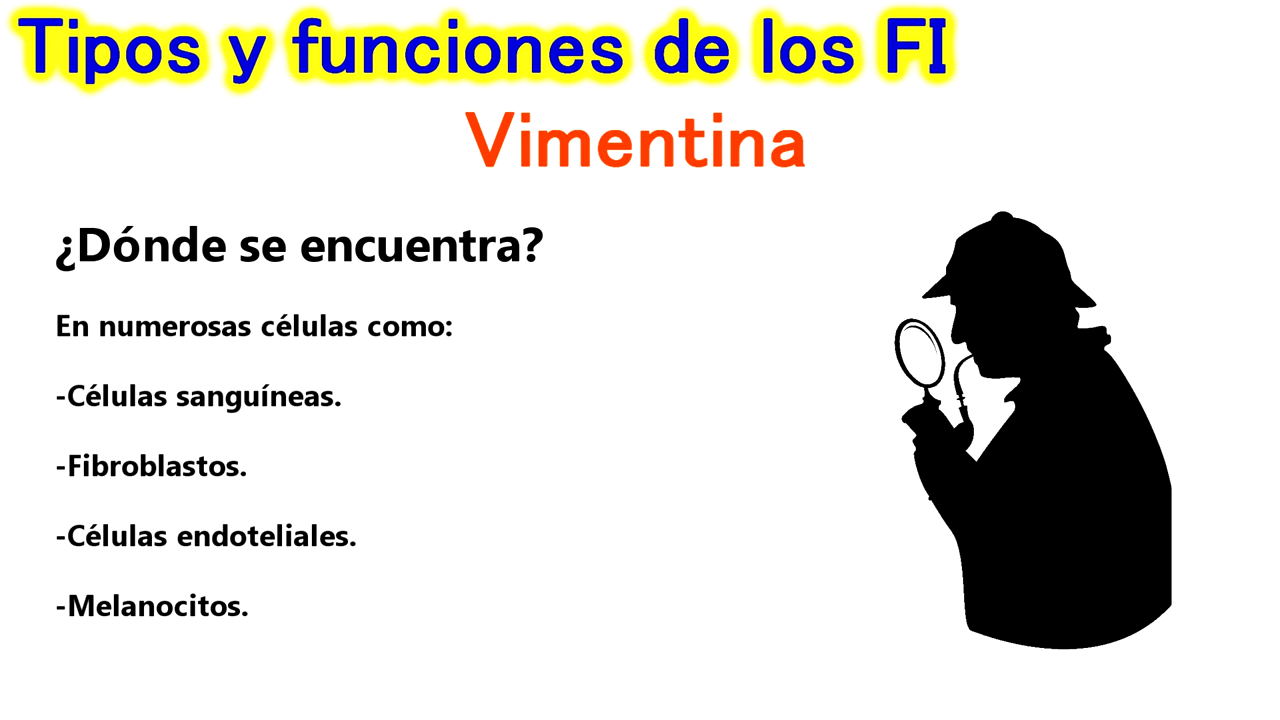 Tipos y funciones de los FI
Vimentina
¿Dónde se encuentra?
En numerosas células como:
-Células sanguíneas.
-Fibroblastos.
-Células endoteliales.
-Melanocitos.